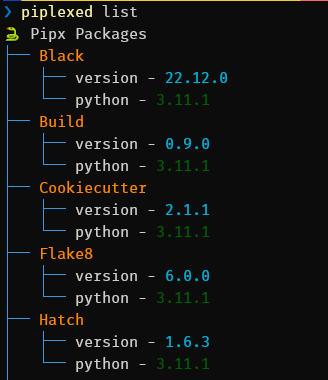 ❯ piplexed list
🐍 Pipx Packages
├── Black
│   ├── version - 22.12.0
│   └── python - 3.11.1
├── Build
│   ├── version - 0.9.0
│   └── python - 3.11.1
├── Cookiecutter
│   ├── version - 2.1.1
│   └── python - 3.11.1
├── Flake8
│   ├── version - 6.0.0
│   └── python - 3.11.1
├── Hatch
│   ├── version - 1.6.3
│   └── python - 3.11.1